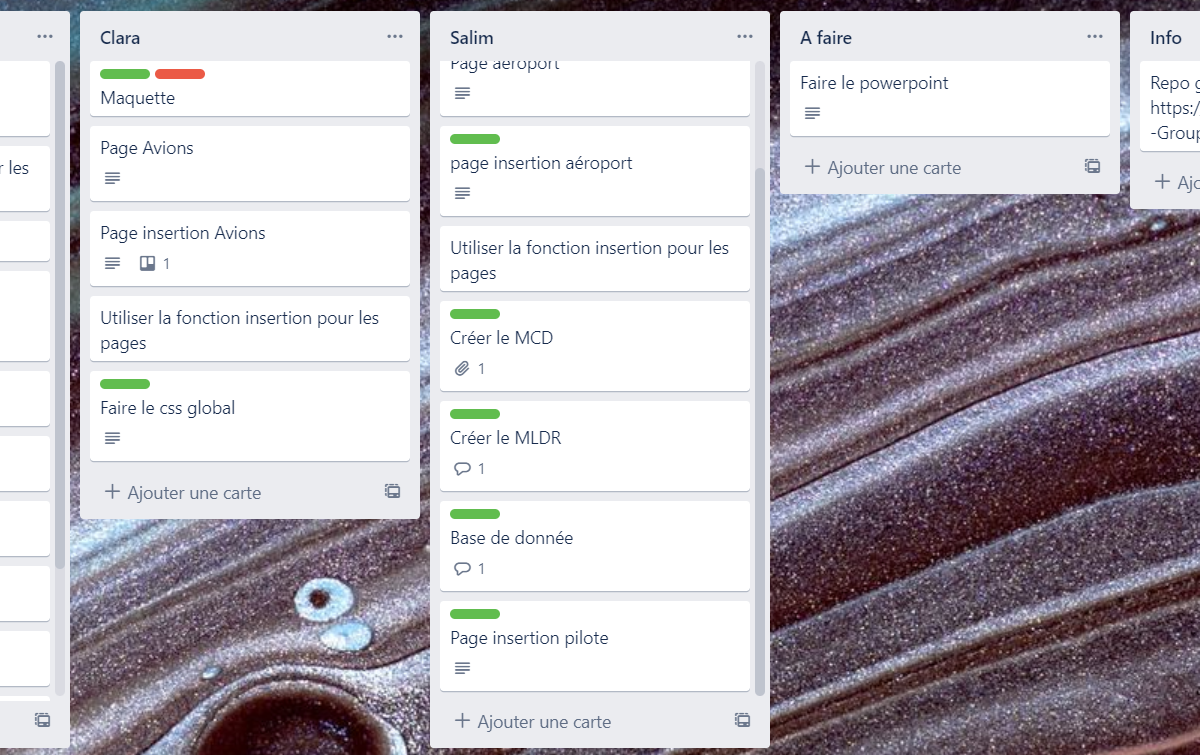 r les
Clara
Maquette
Page Avions
Page insertion Avions
1
Utiliser la fonction insertion pour les
pages
Faire le css global
Ajouter une carte
Salim
Page aéroport
page insertion aéroport
Utiliser la fonction insertion pour les
pages
Créer le MCD
1
Créer le MLDR
1
Base de donnée
1
Page insertion pilote
Ajouter une carte
A faire
Faire le powerpoint
Ajouter une carte
Info
Repo g
https:/
-Group
Ajo